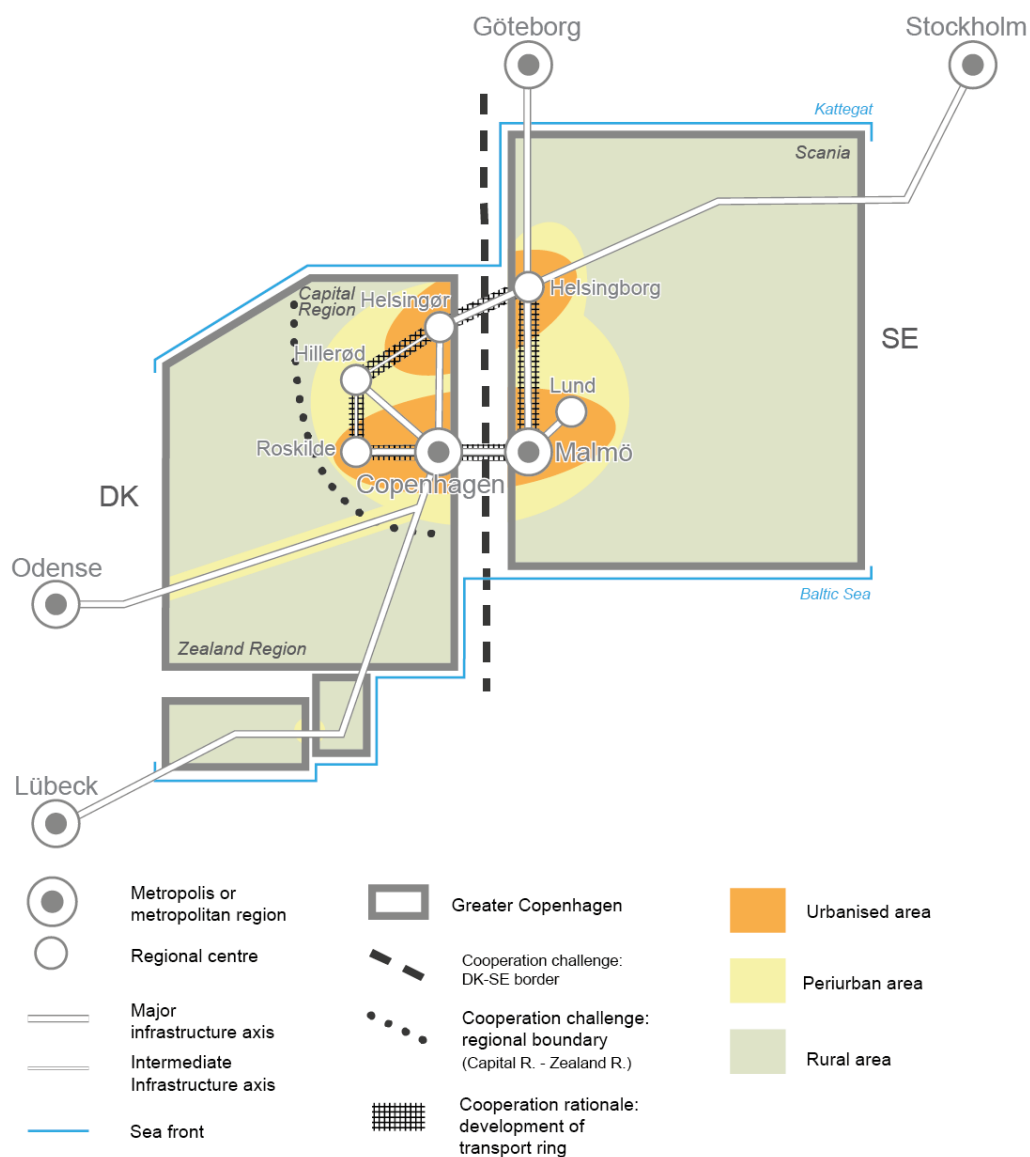 Göteborg
Stockholm
Kattegat
Scania
Capital
Region
Helsingør
Helsingborg
Hillerød
SE
Lund
Roskilde
Malmö
Copenhagen
DK
Odense
Baltic Sea
Zealand Region
Lübeck
Metropolis or
metropolitan region
Regional centre
Major
infrastructure axis
Intermediate
Infrastructure axis
Sea front
Greater Copenhagen
Cooperation challenge:
DK-SE border
Cooperation challenge:
regional boundary
(Capital R. - Zealand R.)
Cooperation rationale:
development of
transport ring
Urbanised area
Periurban area
Rural area